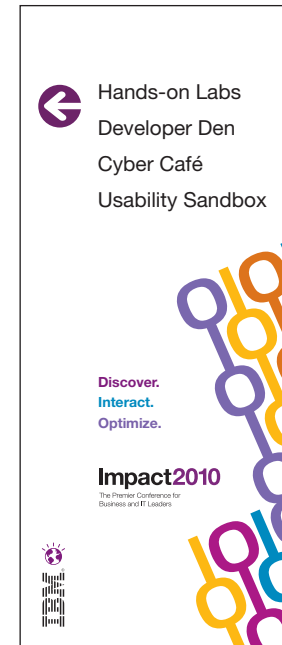 Hands-on Labs
Developer Den
Cyber Café
Usability Sandbox
Discover.
Interact.
Optimize.
Impact2010
The Premier Conference for
Business and IT Leaders
IBM®